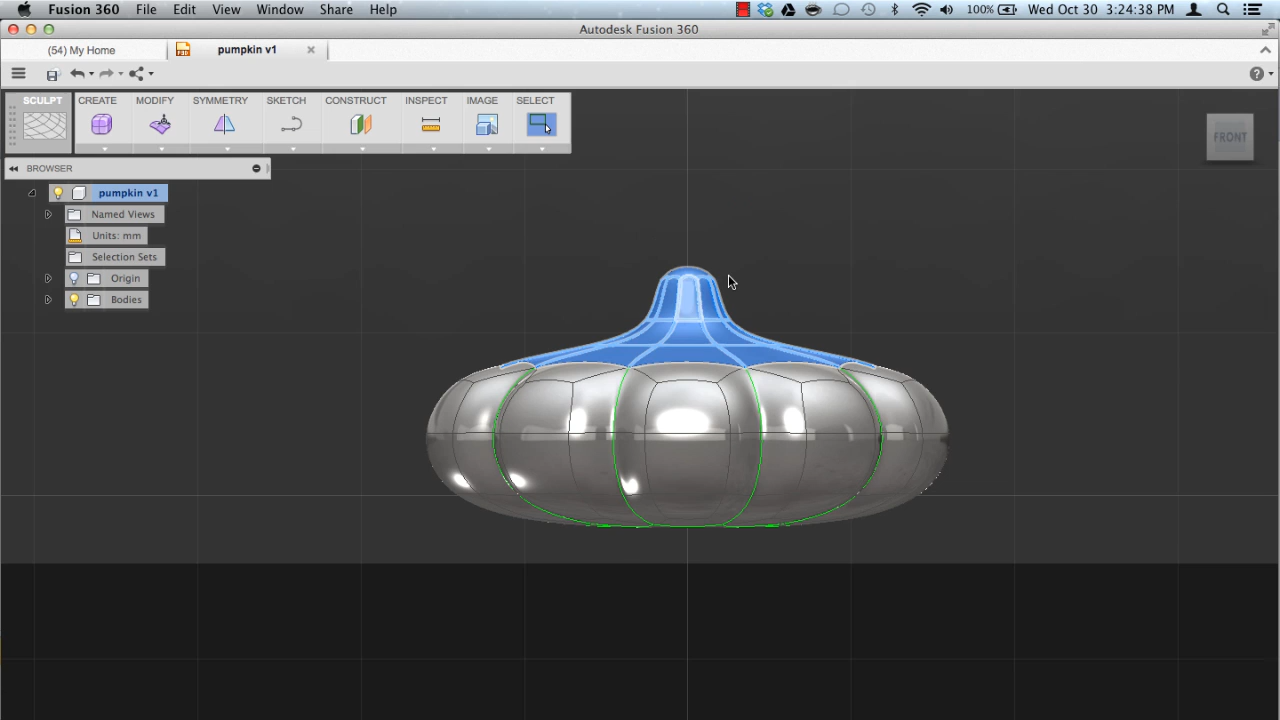 Fusion 360 File Edit View Window Share Help 100% Wed Oct 30 3:24:38 PM
Autodesk Fusion 360
(54) My Home pumpkin v1
SCULPT CREATE MODIFY SYMMETRY SKETCH CONSTRUCT INSPECT IMAGE SELECT
FRONT
BROWSER
pumpkin v1
Named Views
Units: mm
Selection Sets
Origin
Bodies